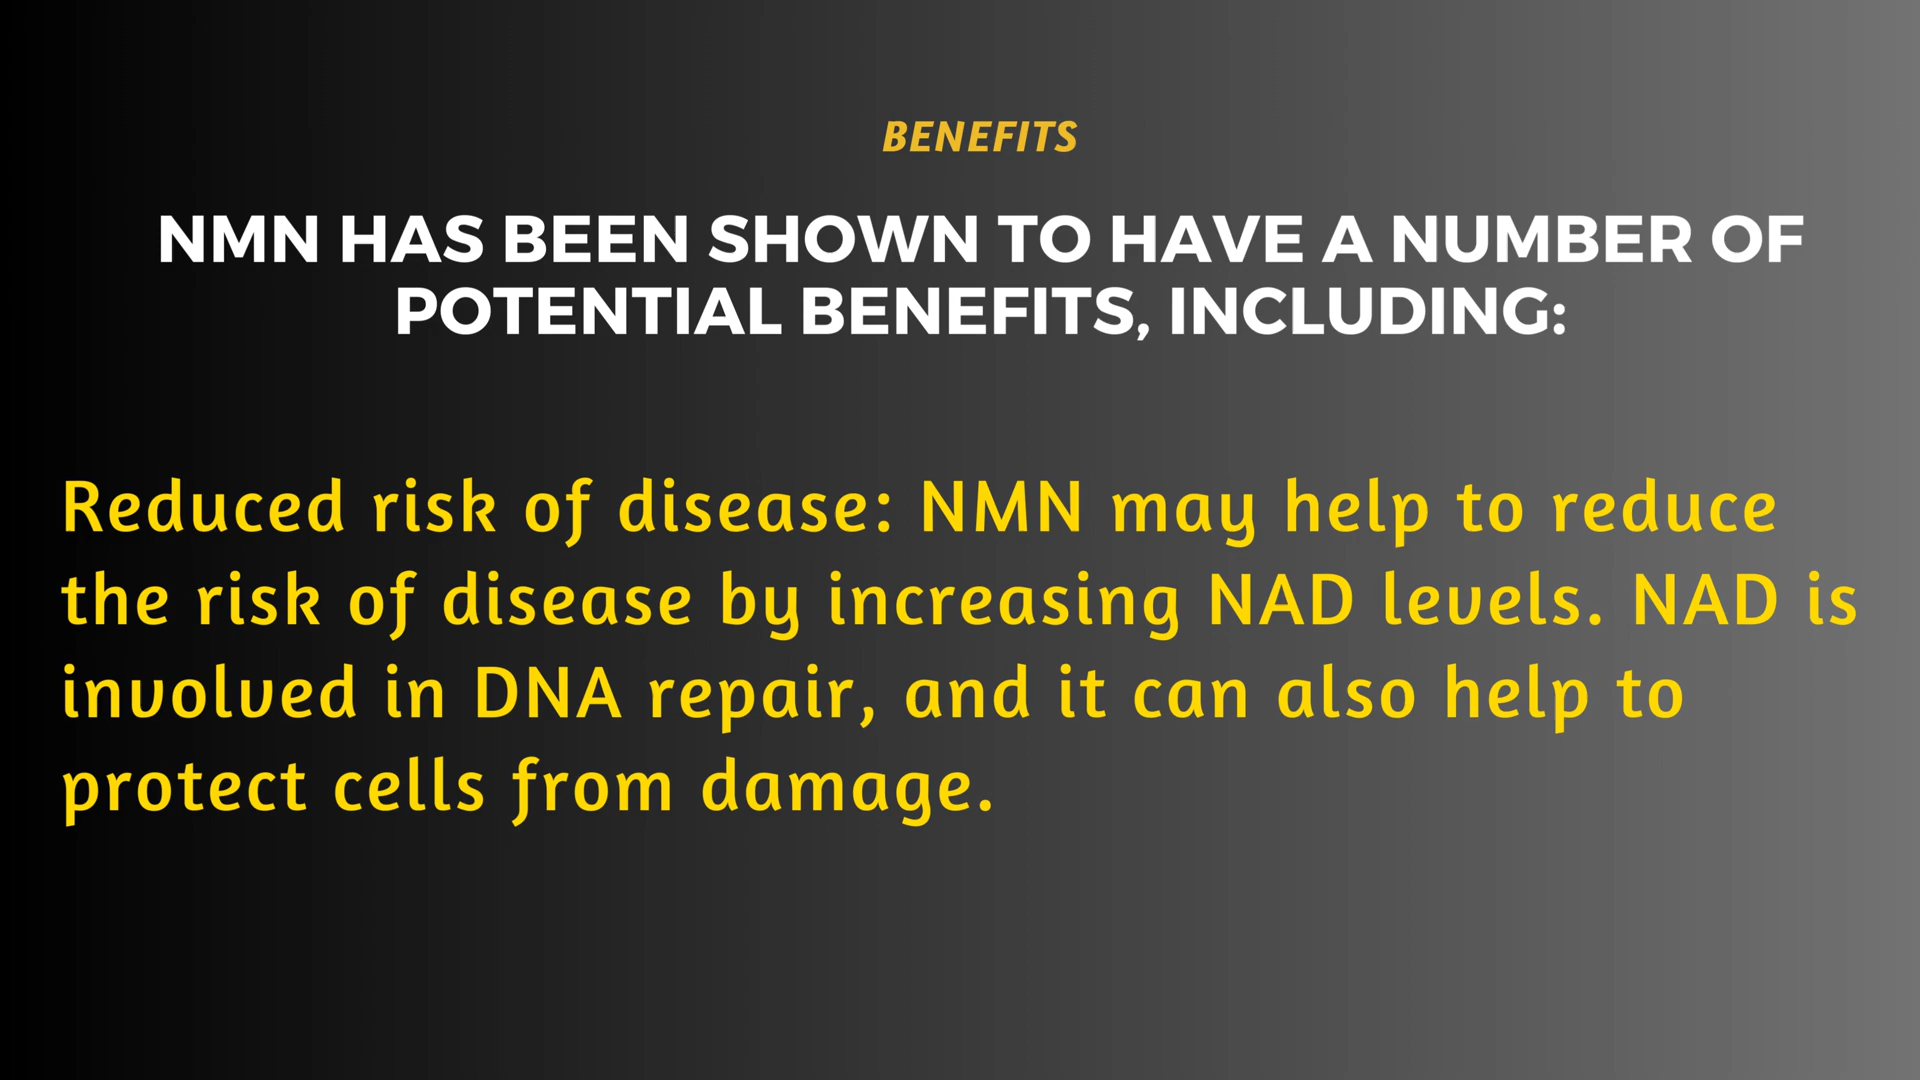 BENEFITS
NMN HAS BEEN SHOWN TO HAVE A NUMBER OF
POTENTIAL BENEFITS, INCLUDING:
Reduced risk of disease: NMN may help to reduce
the risk of disease by increasing NAD levels. NAD is
involved in DNA repair, and it can also help to
protect cells from damage.